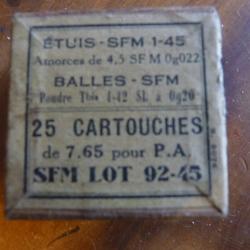 ÉTUIS - SFM 1-45
Amorces de 4,5 SFM 0g022
BALLES - SFM
Poudre Tbis 1-42 SL à 0g20
25 CARTOUCHES
de 7.65 pour P.A.
SFM LOT 92-45